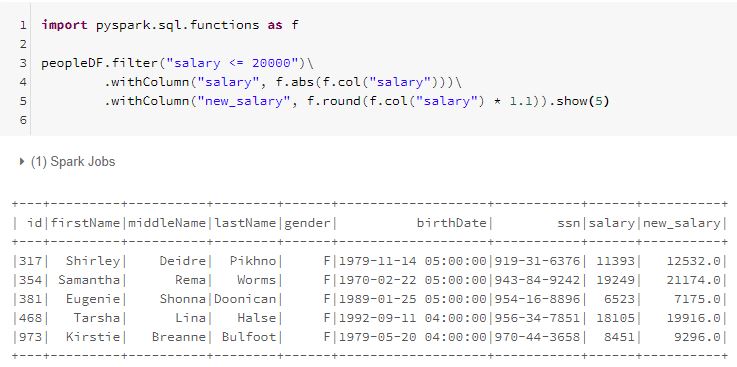 1 import pyspark.sql.functions as f
2
3 peopleDF.filter("salary <= 20000")\
4         .withColumn("salary", f.abs(f.col("salary")))\
5         .withColumn("new_salary", f.round(f.col("salary") * 1.1)).show(5)
6
(1) Spark Jobs
+---+---------+----------+--------+------+-------------------+-----------+------+----------+
| id|firstName|middleName|lastName|gender|          birthDate|        ssn|salary|new_salary|
+---+---------+----------+--------+------+-------------------+-----------+------+----------+
|317|  Shirley|    Deidre|  Pikhno|     F|1979-11-14 05:00:00|919-31-6376| 11393|   12532.0|
|354| Samantha|      Rema|   Worms|     F|1970-02-22 05:00:00|943-84-9242| 19249|   21174.0|
|381|  Eugenie|    Shonna|Doonican|     F|1989-01-25 05:00:00|954-16-8896|  6523|    7175.0|
|468|   Tarsha|      Lina|   Halse|     F|1992-09-11 04:00:00|956-34-7851| 18105|   19916.0|
|973|  Kirstie|   Breanne| Bulfoot|     F|1979-05-20 04:00:00|970-44-3658|  8451|    9296.0|
+---+---------+----------+--------+------+-------------------+-----------+------+----------+